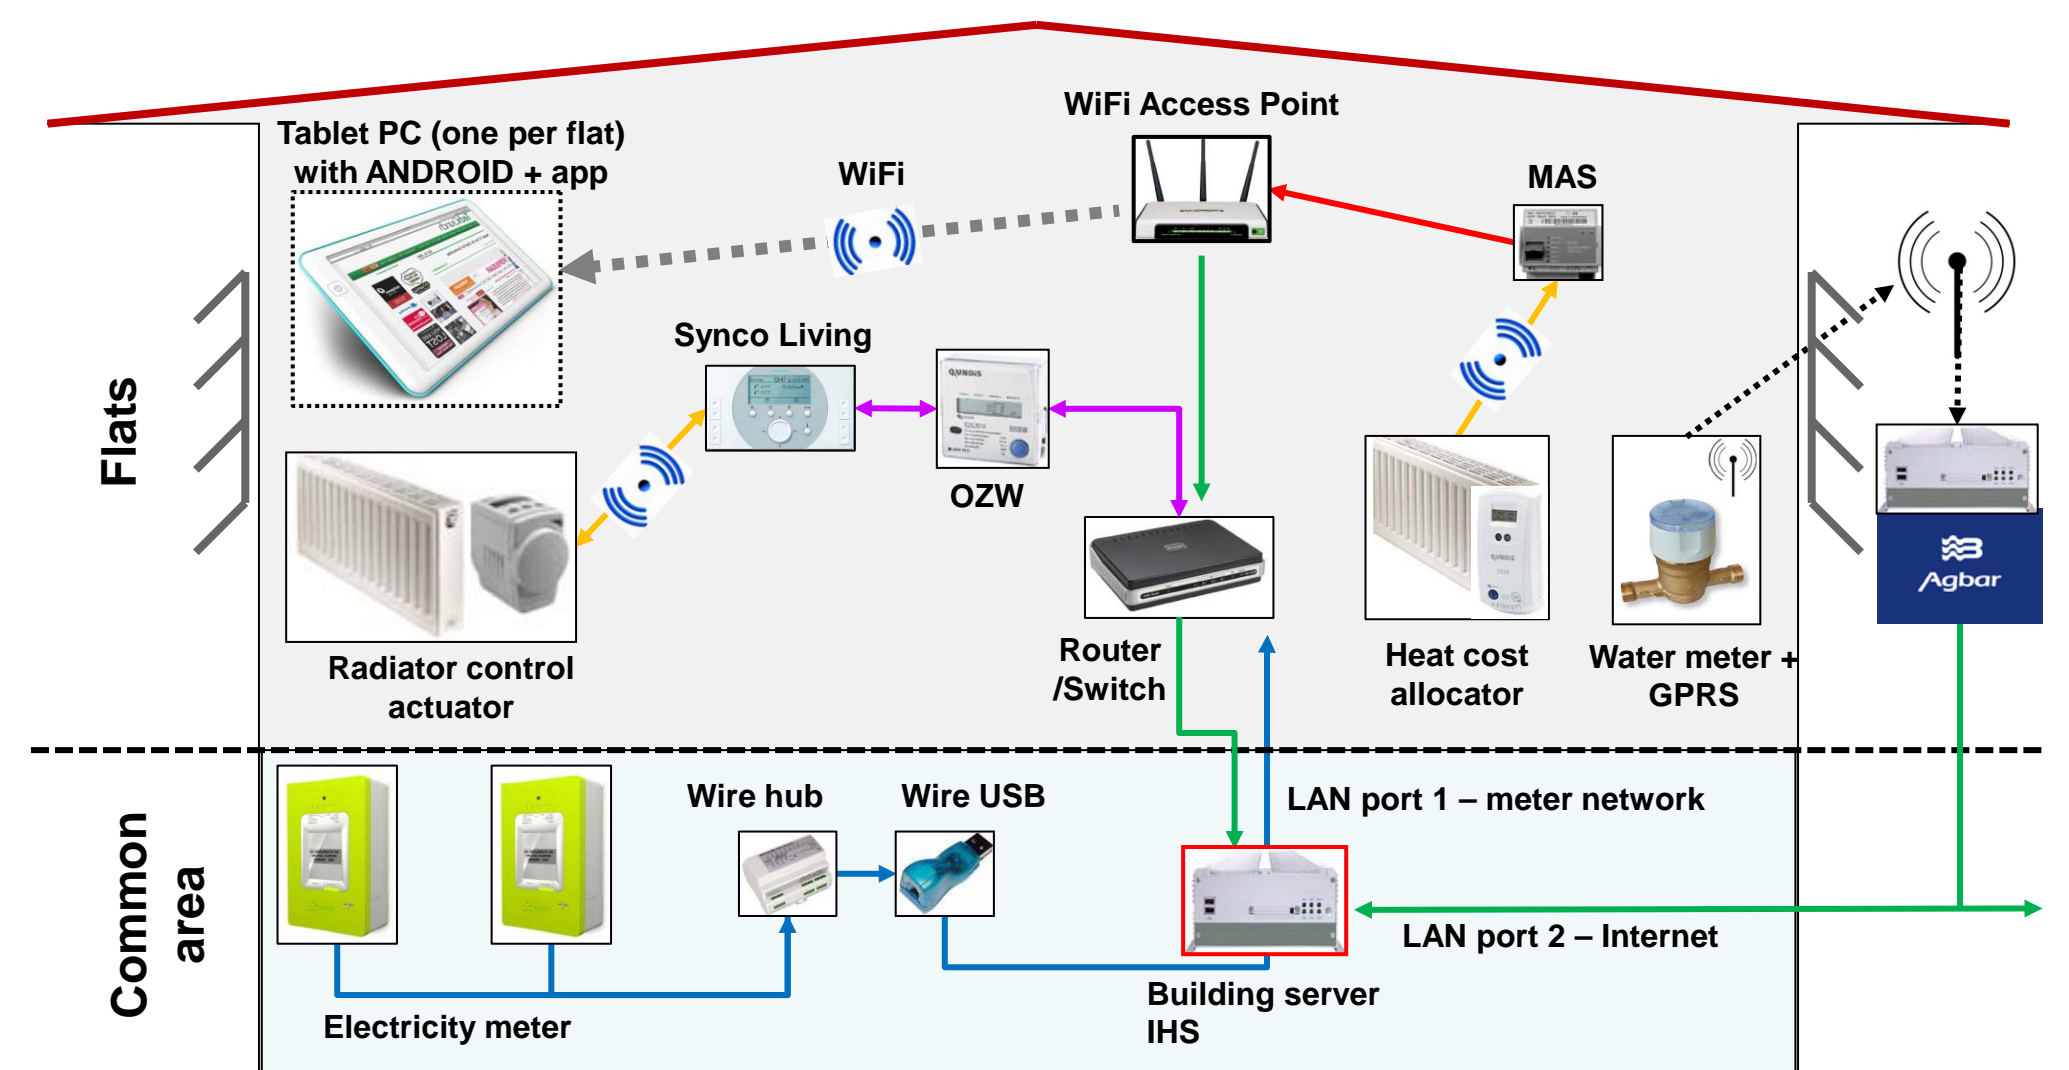 WiFi Access Point
Tablet PC (one per flat)
with ANDROID + app
WiFi
MAS
Synco Living
QUNDIS
OZW
Flats
Agbar
Radiator control
actuator
Router
/Switch
Heat cost
allocator
Water meter +
GPRS
Wire hub
Wire USB
LAN port 1 – meter network
Common
area
LAN port 2 – Internet
Building server
IHS
Electricity meter